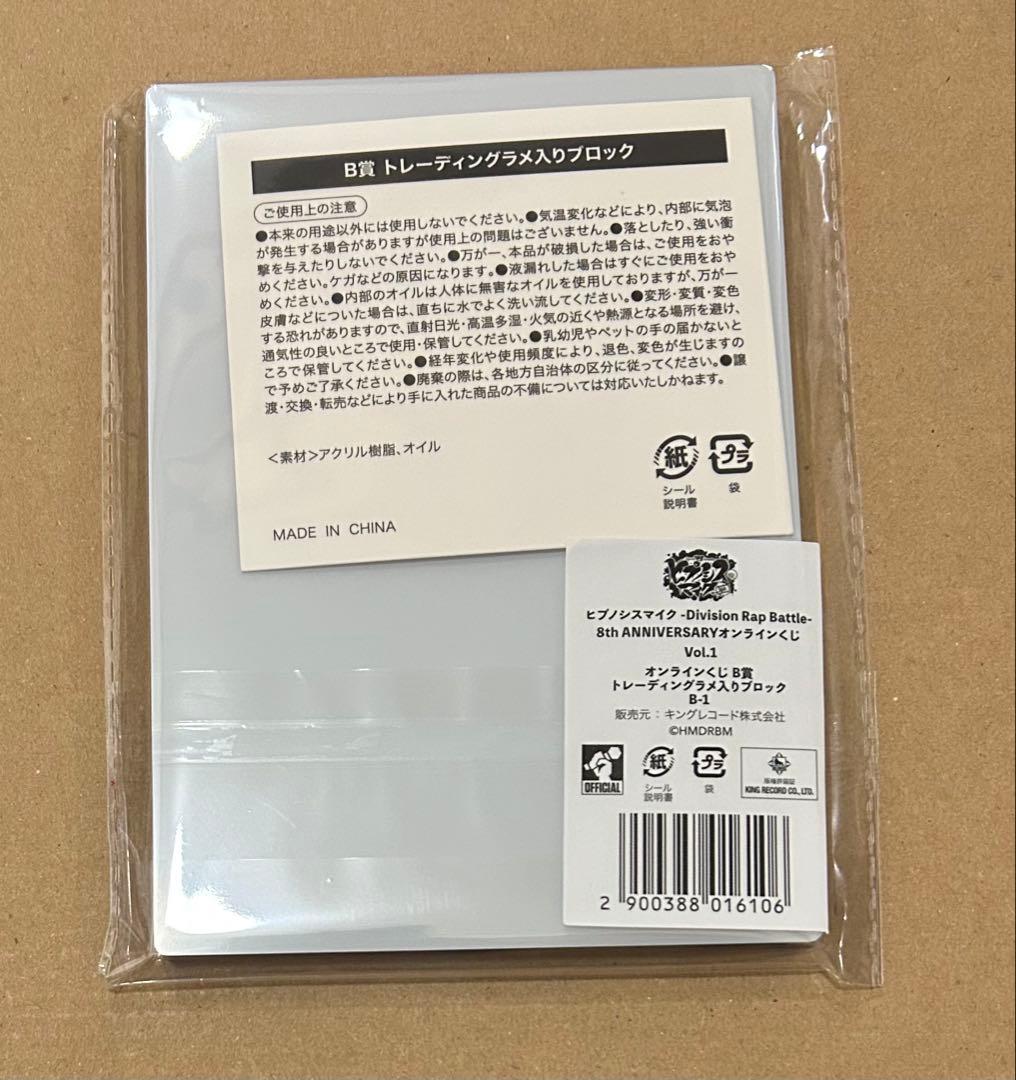 B賞 トレーディングラメ入りブロック
ご使用上の注意
●本来の用途以外には使用しないでください。●気温変化などにより、内部に気泡
が発生する場合がありますが使用上の問題はございません。●落としたり、強い衝
撃を与えたりしないでください。●万が一、本品が破損した場合は、ご使用をおや
めください。ケガなどの原因になります。●液漏れした場合はすぐにご使用をおや
めください。●内部のオイルは人体に無害なオイルを使用しておりますが、万が一
皮膚などについた場合は、直ちに水でよく洗い流してください。●変形・変質・変色
する恐れがありますので、直射日光・高温多湿・火気の近くや熱源となる場所を避け、
通気性の良いところで使用・保管してください。●乳幼児やペットの手の届かないと
ころで保管してください。●経年変化や使用頻度により、退色、変色が生じますの
で予めご了承ください。●廃棄の際は、各地方自治体の区分に従ってください。●譲
渡・交換・転売などにより手に入れた商品の不備については対応いたしかねます。
<素材>アクリル樹脂、オイル
紙 プラ
シール 袋
説明書
MADE IN CHINA
ヒプノシスマイク
ヒプノシスマイク -Division Rap Battle-
8th ANNIVERSARYオンラインくじ
Vol.1
オンラインくじ B賞
トレーディングラメ入りブロック
B-1
販売元：キングレコード株式会社
©HMDRBM
OFFICIAL
紙 プラ
シール 袋
説明書
版権許諾証
KING RECORD CO., LTD.
2 900388 016106